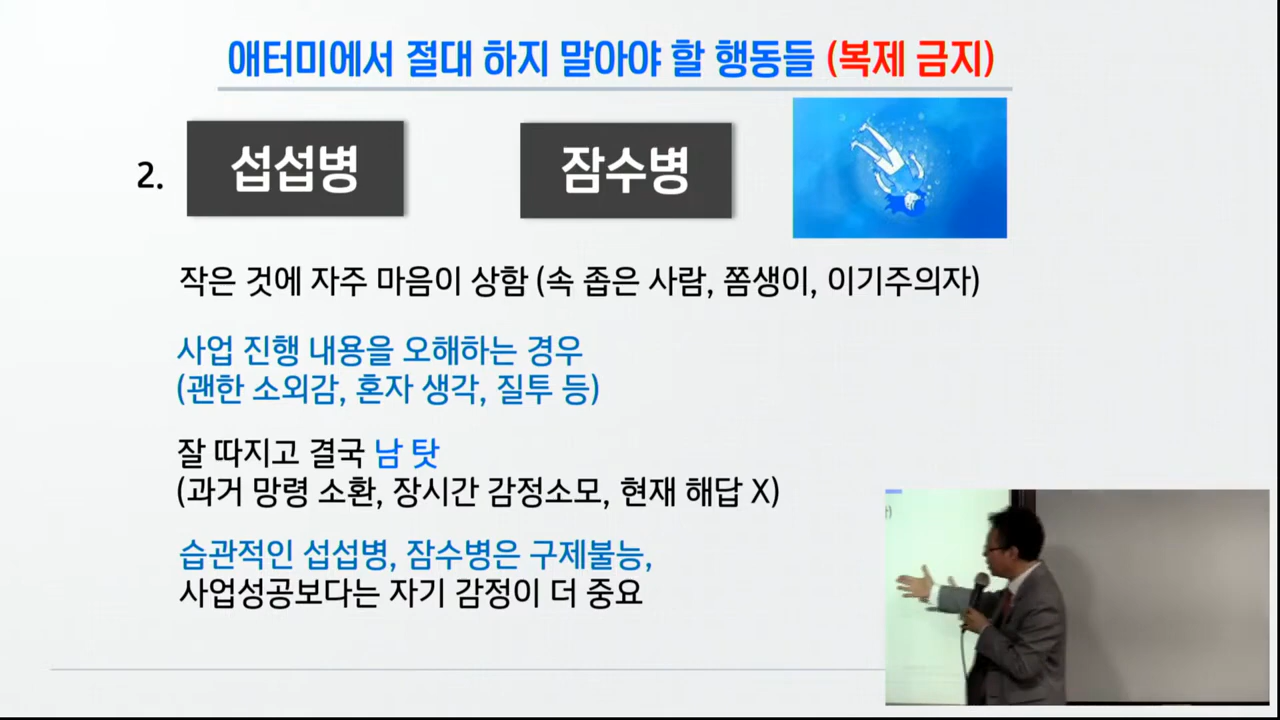 애터미에서 절대 하지 말아야 할 행동들 (복제 금지)
2. 섭섭병 잠수병
작은 것에 자주 마음이 상함 (속 좁은 사람, 쫌생이, 이기주의자)
사업 진행 내용을 오해하는 경우
(괜한 소외감, 혼자 생각, 질투 등)
잘 따지고 결국 남 탓
(과거 망령 소환, 장시간 감정소모, 현재 해답 X)
습관적인 섭섭병, 잠수병은 구제불능,
사업성공보다는 자기 감정이 더 중요